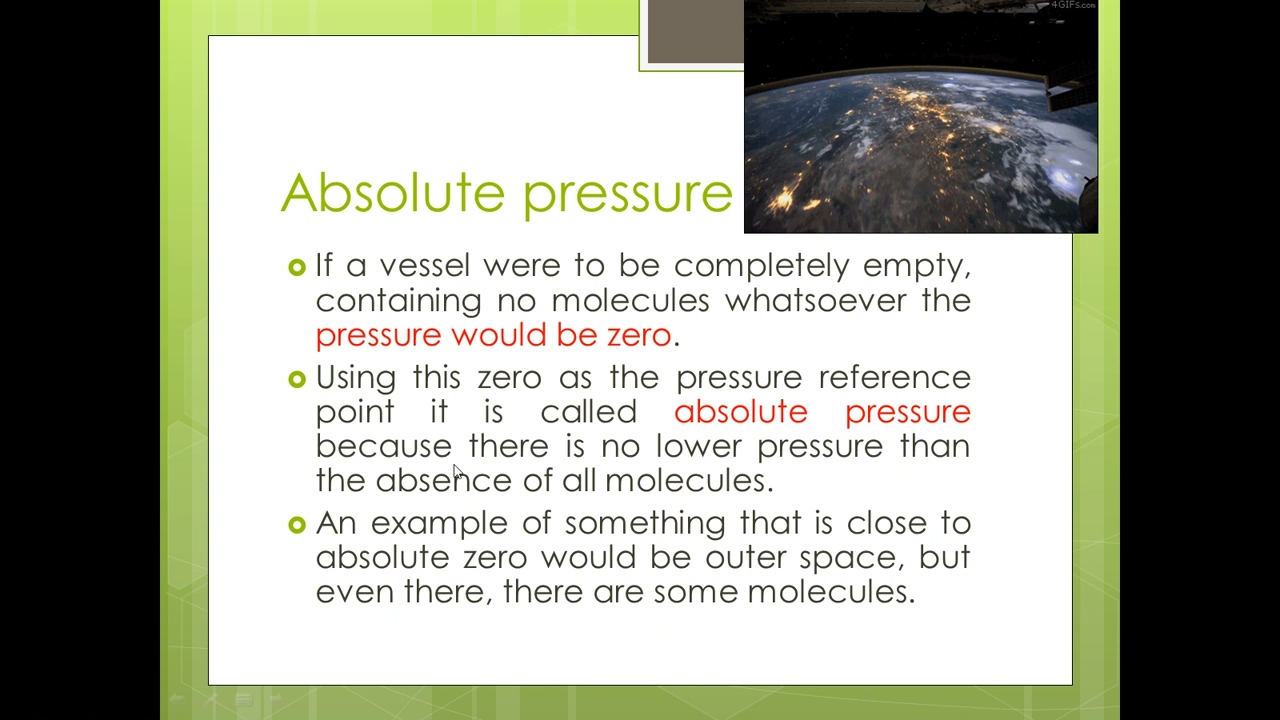 4GIFs.com
Absolute pressure
If a vessel were to be completely empty,
containing no molecules whatsoever the
pressure would be zero.
Using this zero as the pressure reference
point it is called absolute pressure
because there is no lower pressure than
the absence of all molecules.
An example of something that is close to
absolute zero would be outer space, but
even there, there are some molecules.